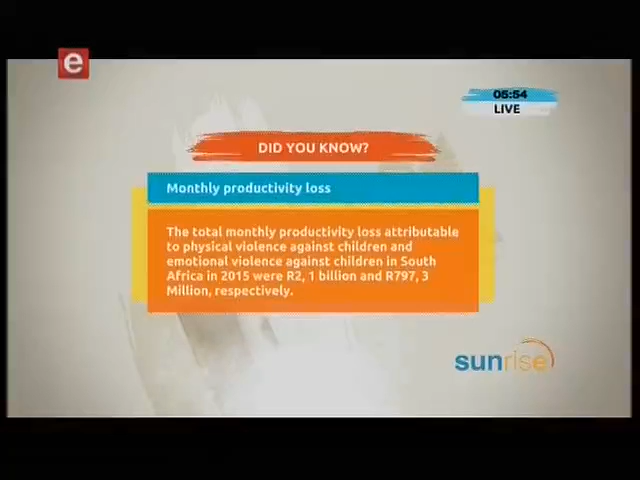 e
05:54
LIVE
DID YOU KNOW?
Monthly productivity loss
The total monthly productivity loss attributable
to physical violence against children and
emotional violence against children in South
Africa in 2015 were R2, 1 billion and R797, 3
Million, respectively.
sunrise